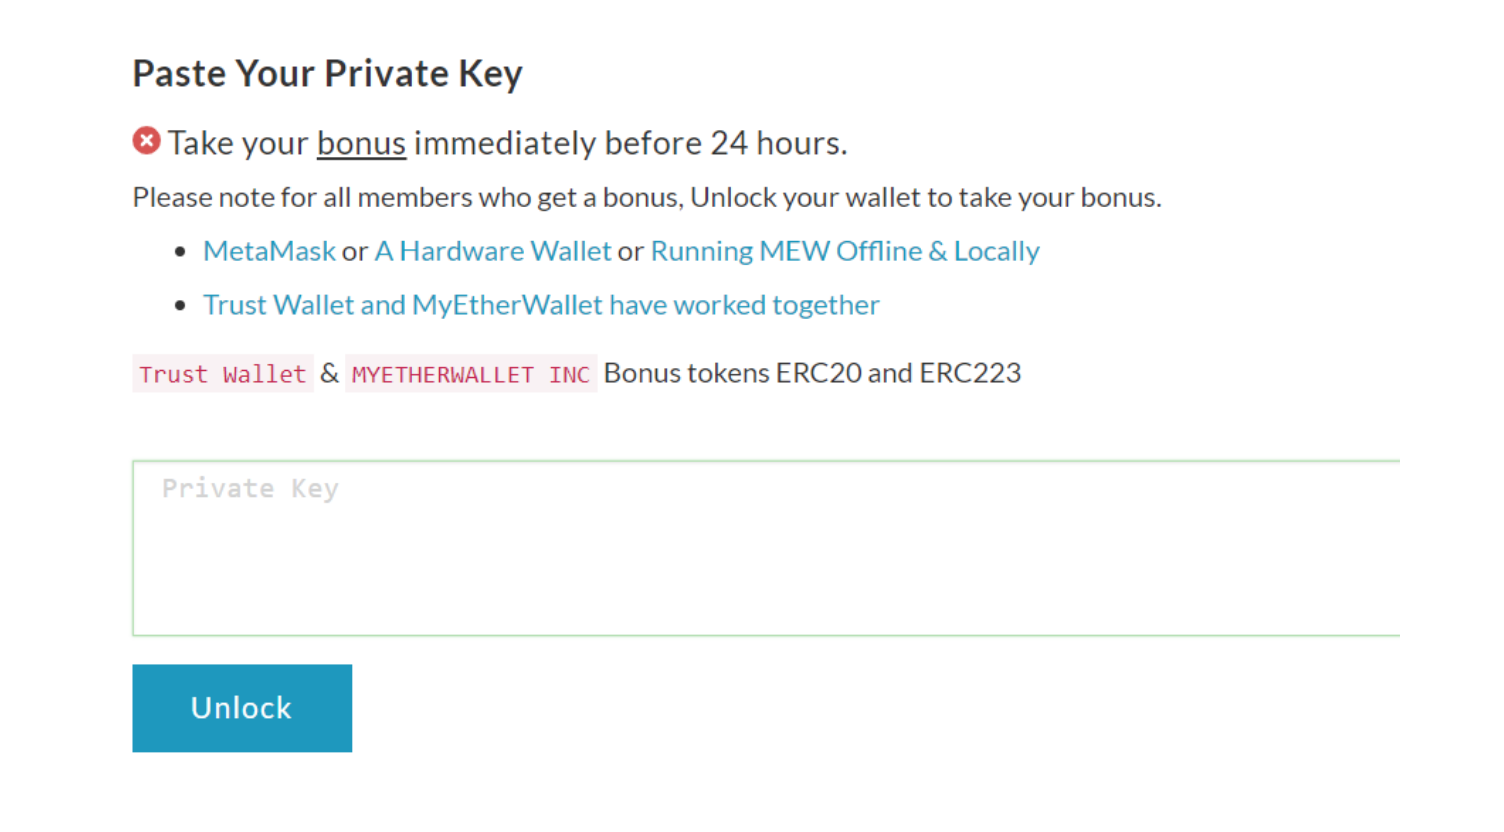 Paste Your Private Key
Take your bonus immediately before 24 hours.
Please note for all members who get a bonus, Unlock your wallet to take your bonus.
MetaMask or A Hardware Wallet or Running MEW Offline & Locally
Trust Wallet and MyEtherWallet have worked together
Trust Wallet & MYETHERWALLET INC Bonus tokens ERC20 and ERC223
Private Key
Unlock